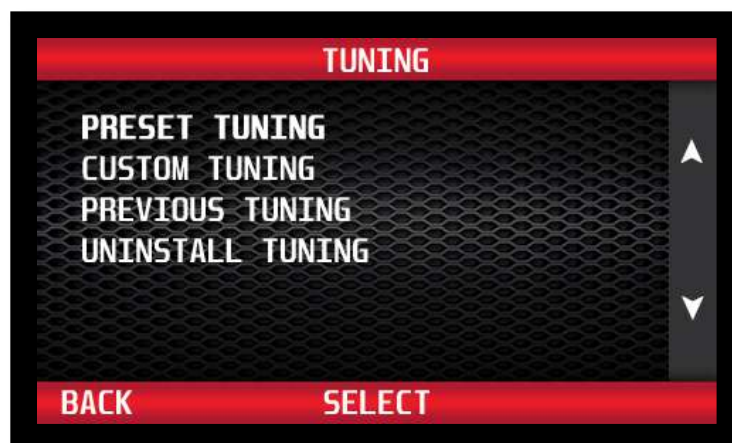 TUNING
PRESET TUNING
CUSTOM TUNING
PREVIOUS TUNING
UNINSTALL TUNING
BACK SELECT